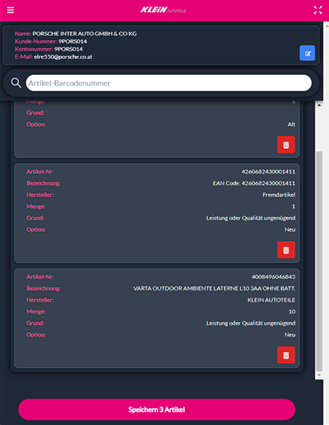 KLEIN AUTOTEILE
Name: PORSCHE INTER AUTO GMBH & CO KG
Kunde-Nummer: 9PORS014
Kontonummer: 9PORS014
E-Mail: elre550@porsche.co.at
Artikel-Barcodenummer
Menge: 1
Grund:
Option: Alt
Artikel-Nr: 4260682430001411
Bezeichnung: EAN Code: 4260682430001411
Hersteller: Fremdartikel
Menge: 1
Grund: Leistung oder Qualität ungenügend
Option: Neu
Artikel-Nr: 4008496046843
Bezeichnung: VARTA OUTDOOR AMBIENTE LATERNE L10 3AA OHNE BATT.
Hersteller: KLEIN AUTOTEILE
Menge: 10
Grund: Leistung oder Qualität ungenügend
Option: Neu
Speichern 3 Artikel